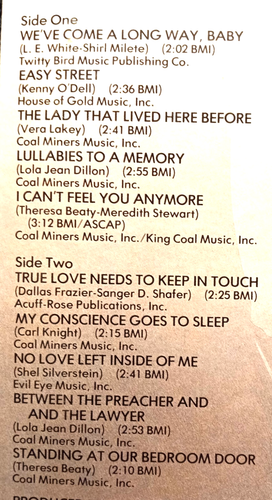 Side One
WE'VE COME A LONG WAY, BABY
(L. E. White-Shirl Milete) (2:02 BMI)
Twitty Bird Music Publishing Co.
EASY STREET
(Kenny O'Dell) (2:36 BMI)
House of Gold Music, Inc.
THE LADY THAT LIVED HERE BEFORE
(Vera Lakey) (2:41 BMI)
Coal Miners Music, Inc.
LULLABIES TO A MEMORY
(Lola Jean Dillon) (2:55 BMI)
Coal Miners Music, Inc.
I CAN'T FEEL YOU ANYMORE
(Theresa Beaty-Meredith Stewart)
(3:12 BMI/ASCAP)
Coal Miners Music, Inc./King Coal Music, Inc.
Side Two
TRUE LOVE NEEDS TO KEEP IN TOUCH
(Dallas Frazier-Sanger D. Shafer) (2:25 BMI)
Acuff-Rose Publications, Inc.
MY CONSCIENCE GOES TO SLEEP
(Carl Knight) (2:15 BMI)
Coal Miners Music, Inc.
NO LOVE LEFT INSIDE OF ME
(Shel Silverstein) (2:41 BMI)
Evil Eye Music, Inc.
BETWEEN THE PREACHER AND
AND THE LAWYER
(Lola Jean Dillon) (2:53 BMI)
Coal Miners Music, Inc.
STANDING AT OUR BEDROOM DOOR
(Theresa Beaty) (2:10 BMI)
Coal Miners Music, Inc.